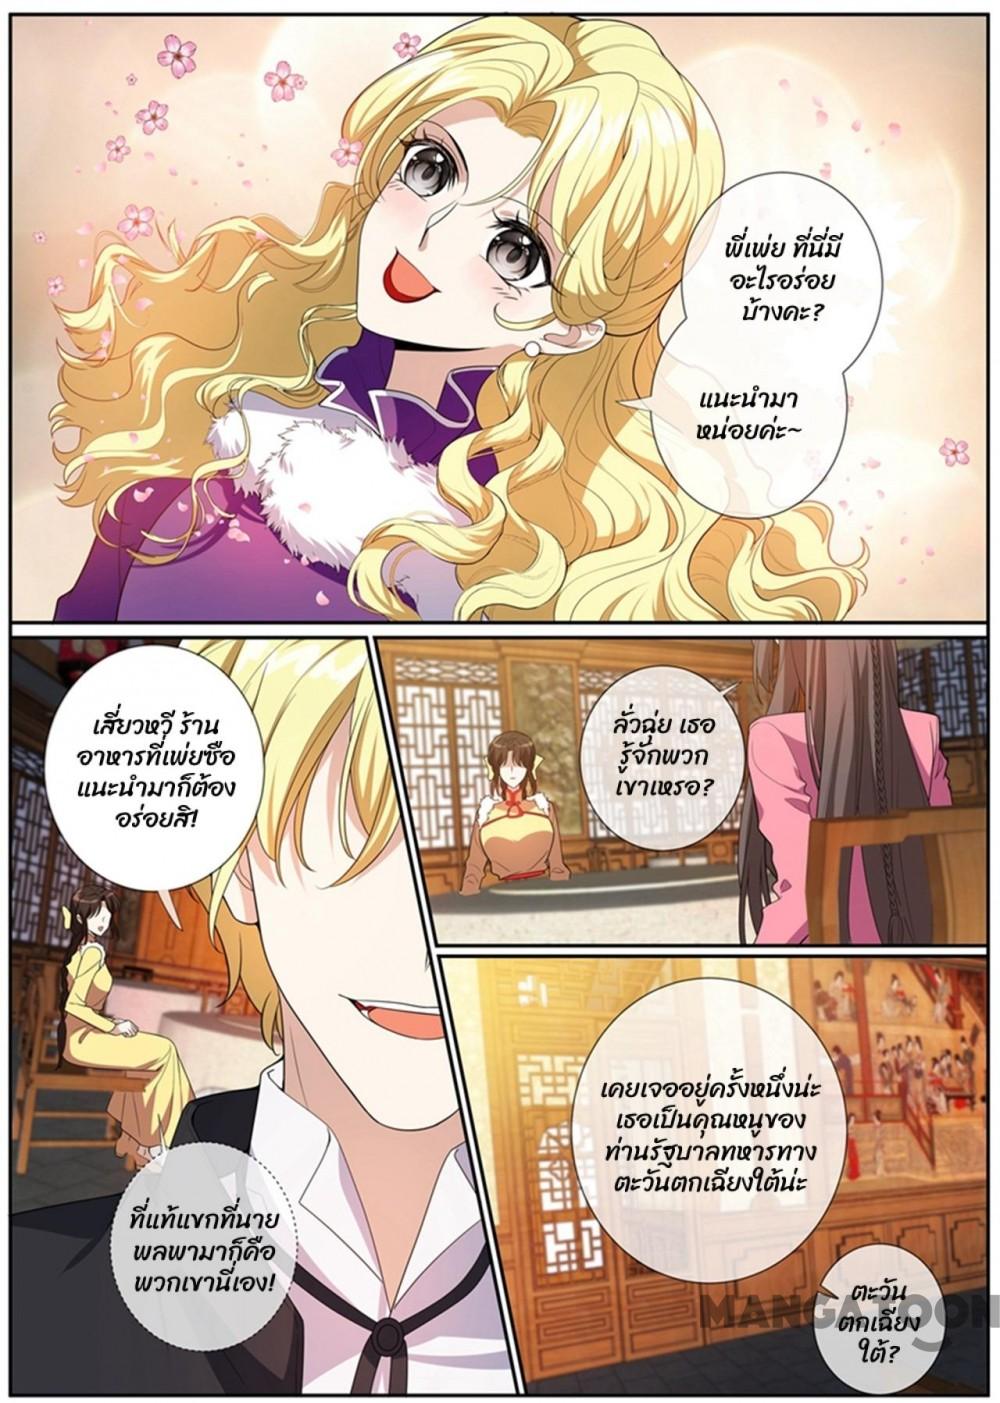 พี่เพ่ย ที่นี่มี
อะไรอร่อย
บ้างคะ?
แนะนำมา
หน่อยค่ะ~
เสี่ยวหวี ร้าน
อาหารที่เพ่ยซือ
แนะนำมาก็ต้อง
อร่อยสิ!
ลั่วฉุ่ย เธอ
รู้จักพวก
เขาเหรอ?
ที่แท้แขกที่นาย
พลพามาก็คือ
พวกเขานี่เอง!
เคยเจออยู่ครั้งหนึ่งน่ะ
เธอเป็นคุณหนูของ
ท่านรัฐบาลทหารทาง
ตะวันตกเฉียงใต้น่ะ
ตะวัน
ตกเฉียง
ใต้?
MANGATOON